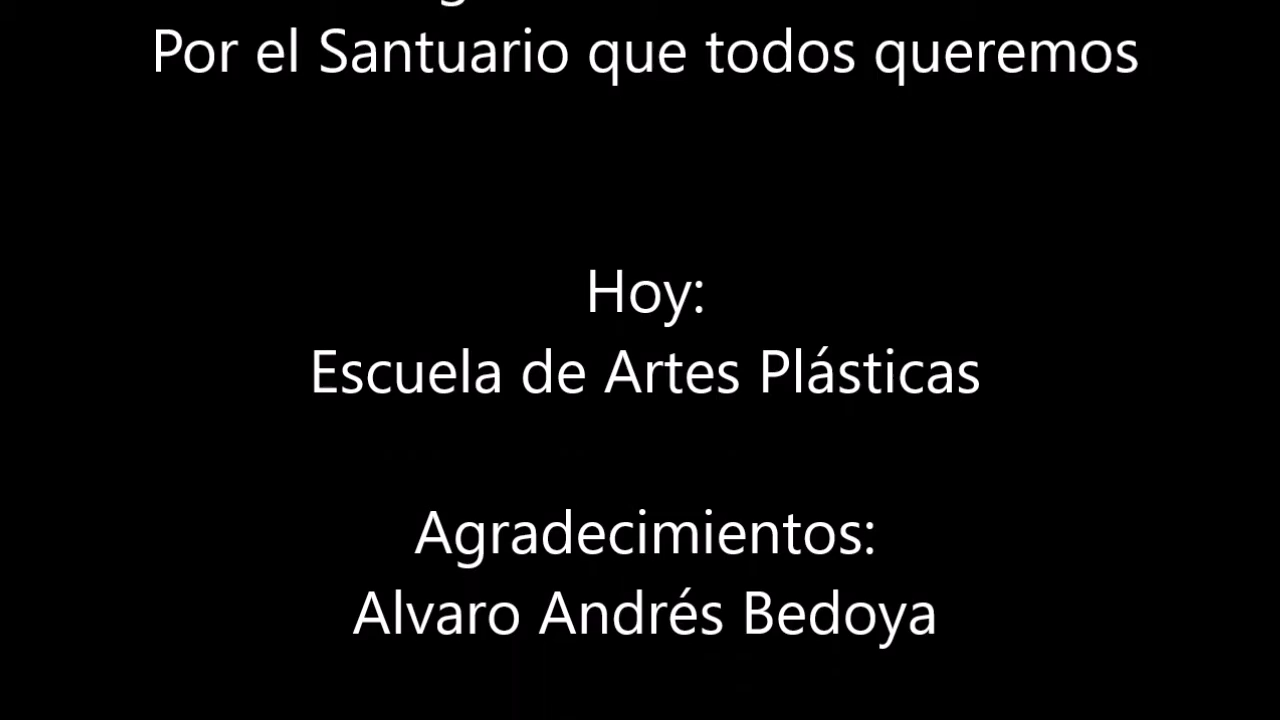 Por el Santuario que todos queremos
Hoy:
Escuela de Artes Plásticas
Agradecimientos:
Alvaro Andrés Bedoya